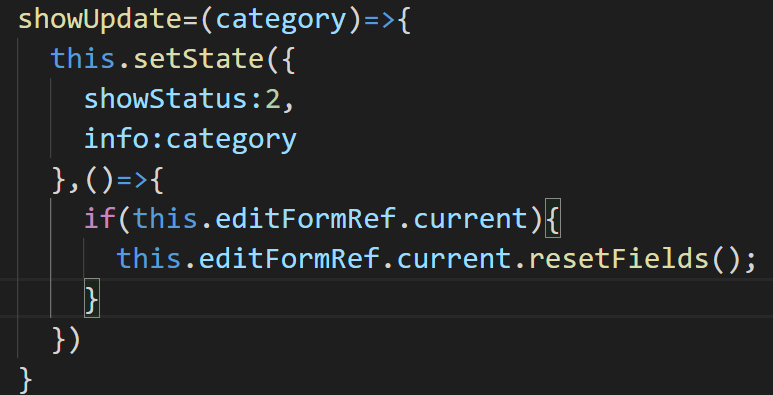 showUpdate=(category)=>{
this.setState({
showStatus:2,
info:category
},()=>{
if(this.editFormRef.current){
this.editFormRef.current.resetFields();
}
})
}